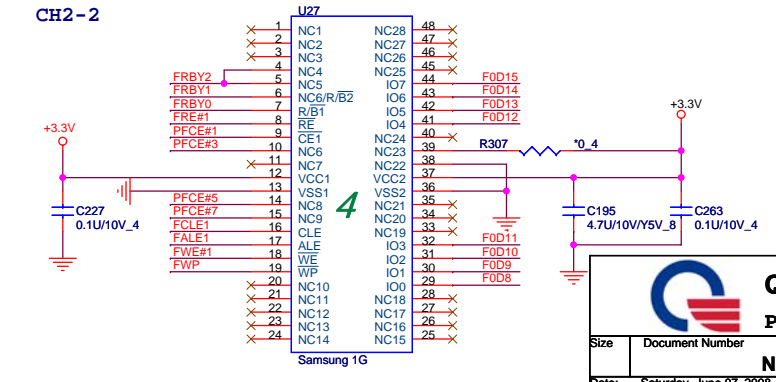 CH2-2
U27
1 NC1 NC28 48
2 NC2 NC27 47
3 NC3 NC26 46
4 NC4 NC25 45
FRBY2 5 NC5 IO7 44 F0D15
FRBY1 6 NC6/R/B2 IO6 43 F0D14
FRBY0 7 R/B1 IO5 42 F0D13
FRE#1 8 RE IO4 41 F0D12
PFCE#1 9 CE1 NC24 40
PFCE#3 10 NC6 NC23 39 R307 *0_4
+3.3V
+3.3V
11 NC7 NC22 38
12 VCC1 VCC2 37
13 VSS1 VSS2 36
PFCE#5 14 NC8 NC21 35
PFCE#7 15 NC9 NC20 34
FCLE1 16 CLE NC19 33
FALE1 17 ALE IO3 32 F0D11
FWE#1 18 WE IO2 31 F0D10
FWP 19 WP IO1 30 F0D9
20 NC10 IO0 29 F0D8
21 NC11 NC18 28
22 NC12 NC17 27
23 NC13 NC16 26
24 NC14 NC15 25
4
C227
0.1U/10V_4
C195
4.7U/10V/Y5V_8
C263
0.1U/10V_4
Samsung 1G
Q
P
Size Document Number
N
Date: Saturday, June 07, 2008